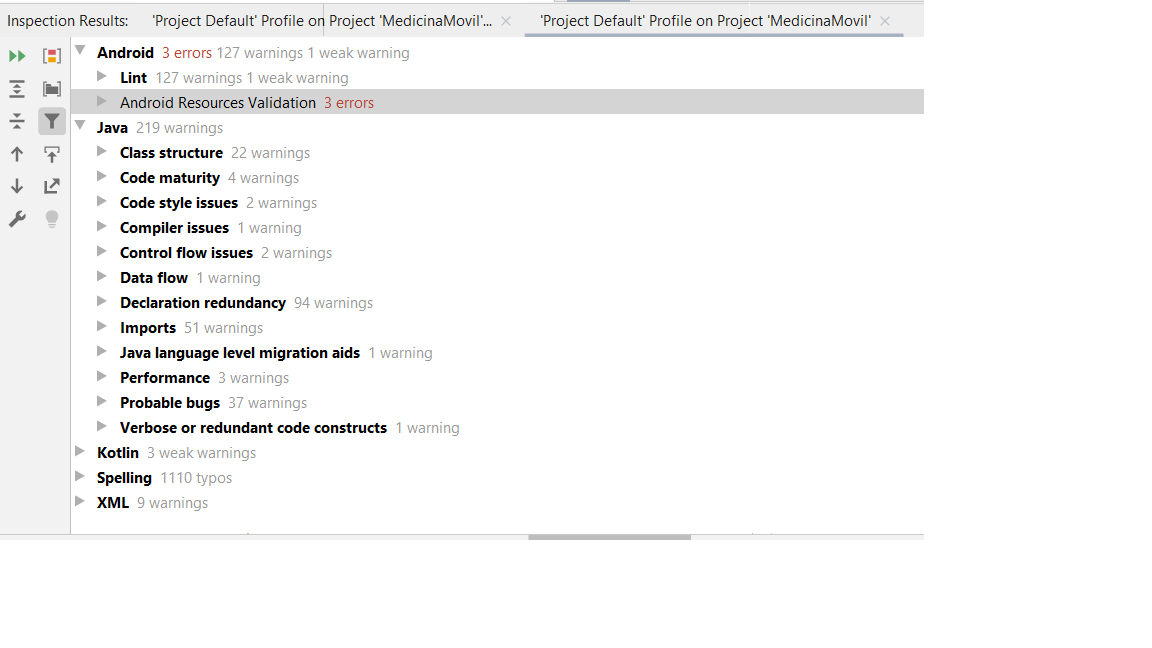 Inspection Results: 'Project Default' Profile on Project 'MedicinaMovil'... 'Project Default' Profile on Project 'MedicinaMovil'
Android 3 errors 127 warnings 1 weak warning
Lint 127 warnings 1 weak warning
Android Resources Validation 3 errors
Java 219 warnings
Class structure 22 warnings
Code maturity 4 warnings
Code style issues 2 warnings
Compiler issues 1 warning
Control flow issues 2 warnings
Data flow 1 warning
Declaration redundancy 94 warnings
Imports 51 warnings
Java language level migration aids 1 warning
Performance 3 warnings
Probable bugs 37 warnings
Verbose or redundant code constructs 1 warning
Kotlin 3 weak warnings
Spelling 1110 typos
XML 9 warnings